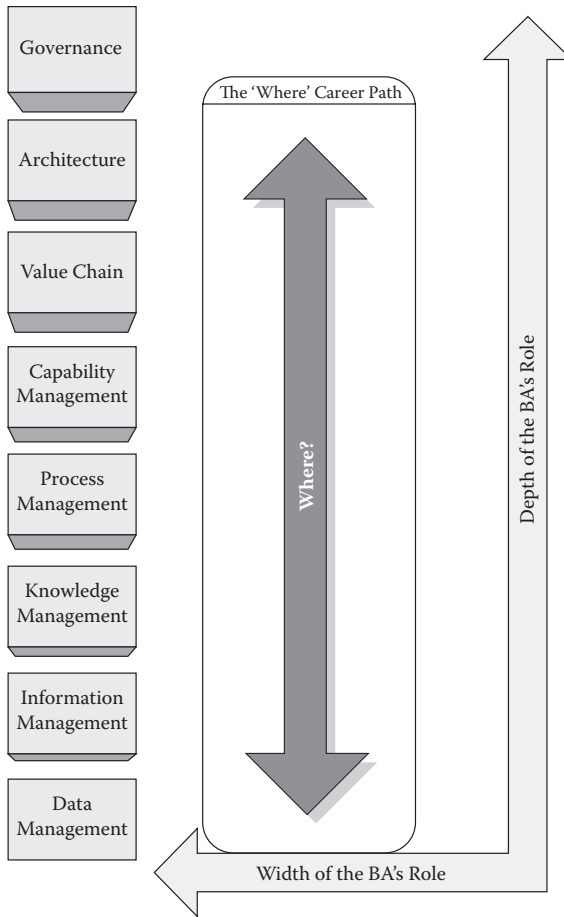 Governance
Architecture
Value Chain
Capability
Management
Process
Management
Knowledge
Management
Information
Management
Data
Management
The ‘Where’ Career Path
Where?
Depth of the BA’s Role
Width of the BA’s Role